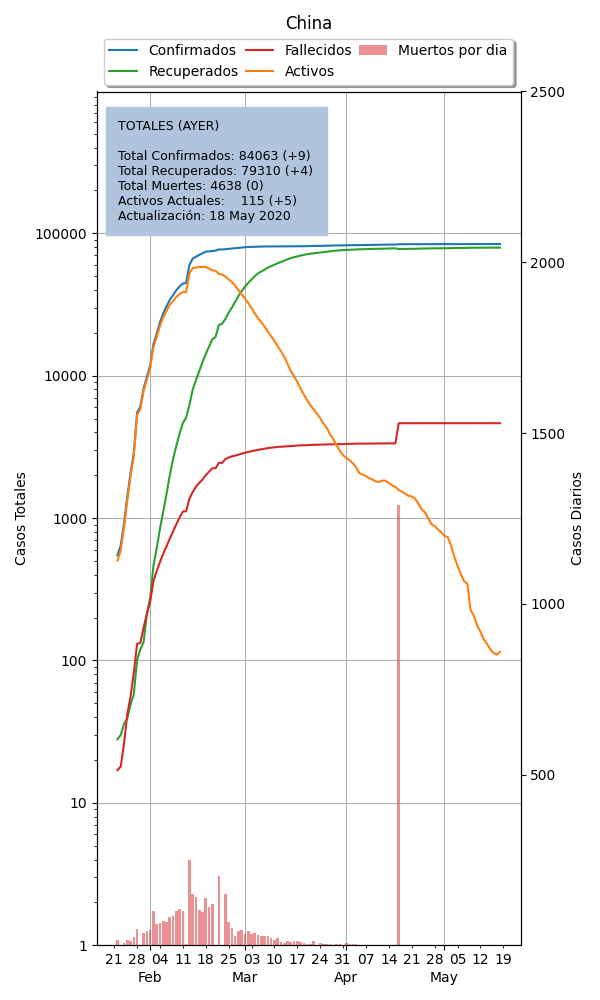 China
Confirmados
Recuperados
Fallecidos
Activos
Muertos por dia
TOTALES (AYER)
Total Confirmados: 84063 (+9)
Total Recuperados: 79310 (+4)
Total Muertes: 4638 (0)
Activos Actuales:    115 (+5)
Actualización: 18 May 2020
Casos Totales
100000
10000
1000
100
10
1
2500
2000
1500
1000
500
Casos Diarios
21 28 04 11 18 25 03 10 17 24 31 07 14 21 28 05 12 19
Feb Mar Apr May